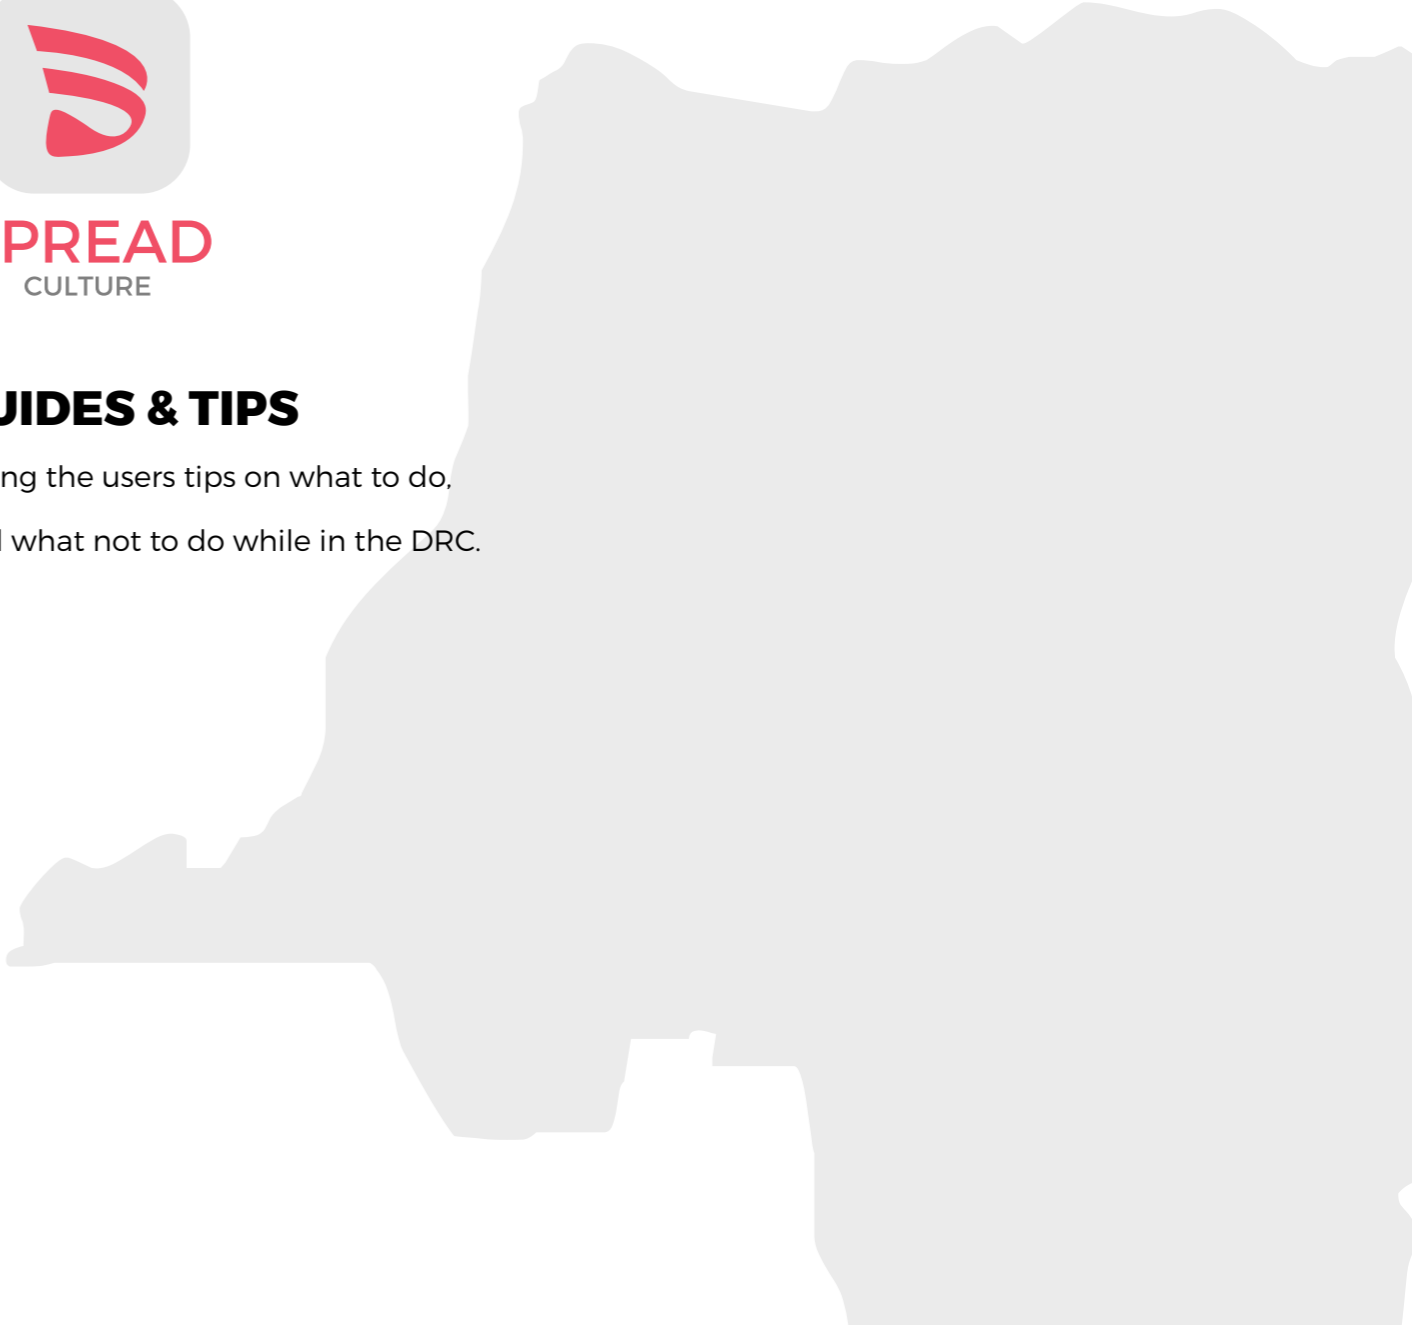 PREAD
CULTURE
UIDES & TIPS
ng the users tips on what to do,
what not to do while in the DRC.